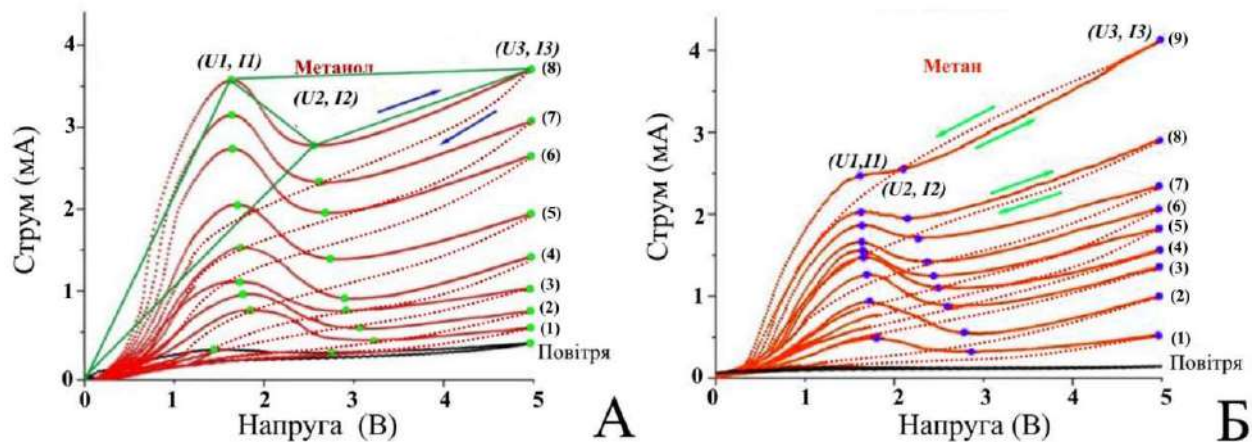 4
3
2
1
0
Струм (мА)
(U1, I1)
Метанол
(U2, I2)
(U3, I3)
(8)
(7)
(6)
(5)
(4)
(3)
(2)
(1)
Повітря
0 1 2 3 4 5
Напруга (В)
А
4
3
2
1
0
Струм (мА)
(U3, I3)
Метан
(U1,I1)
(U2, I2)
(9)
(8)
(7)
(6)
(5)
(4)
(3)
(2)
(1)
Повітря
0 1 2 3 4 5
Напруга (В)
Б